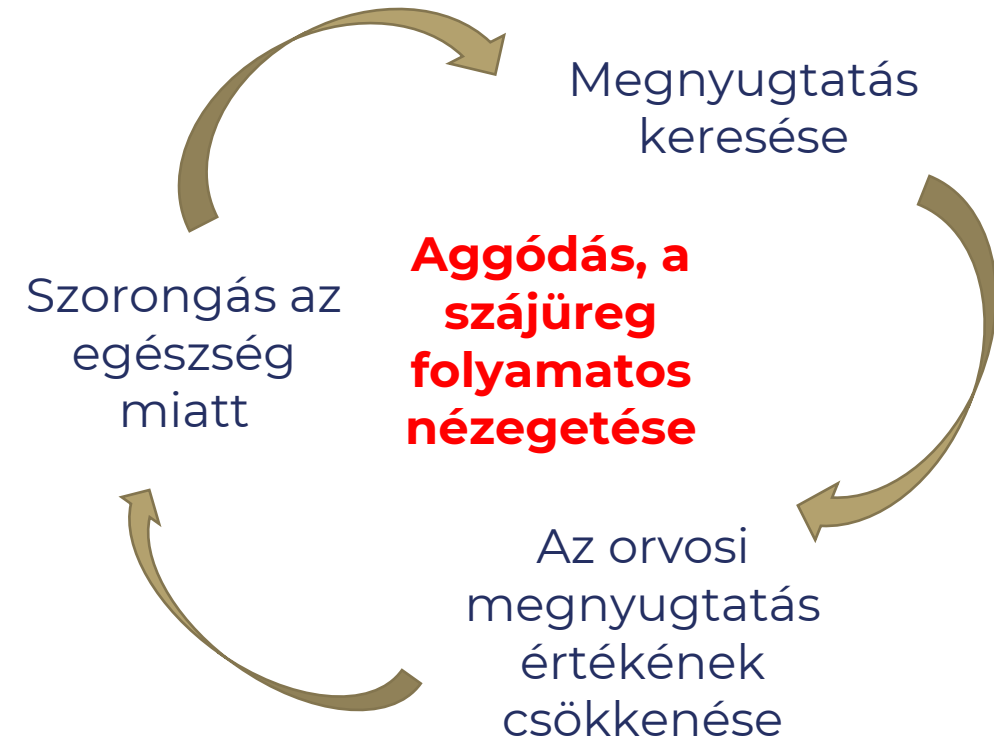 Megnyugtatás
keresése
Aggódás, a
szájüreg
folyamatos
nézegetése
Szorongás az
egészség
miatt
Az orvosi
megnyugtatás
értékének
csökkenése